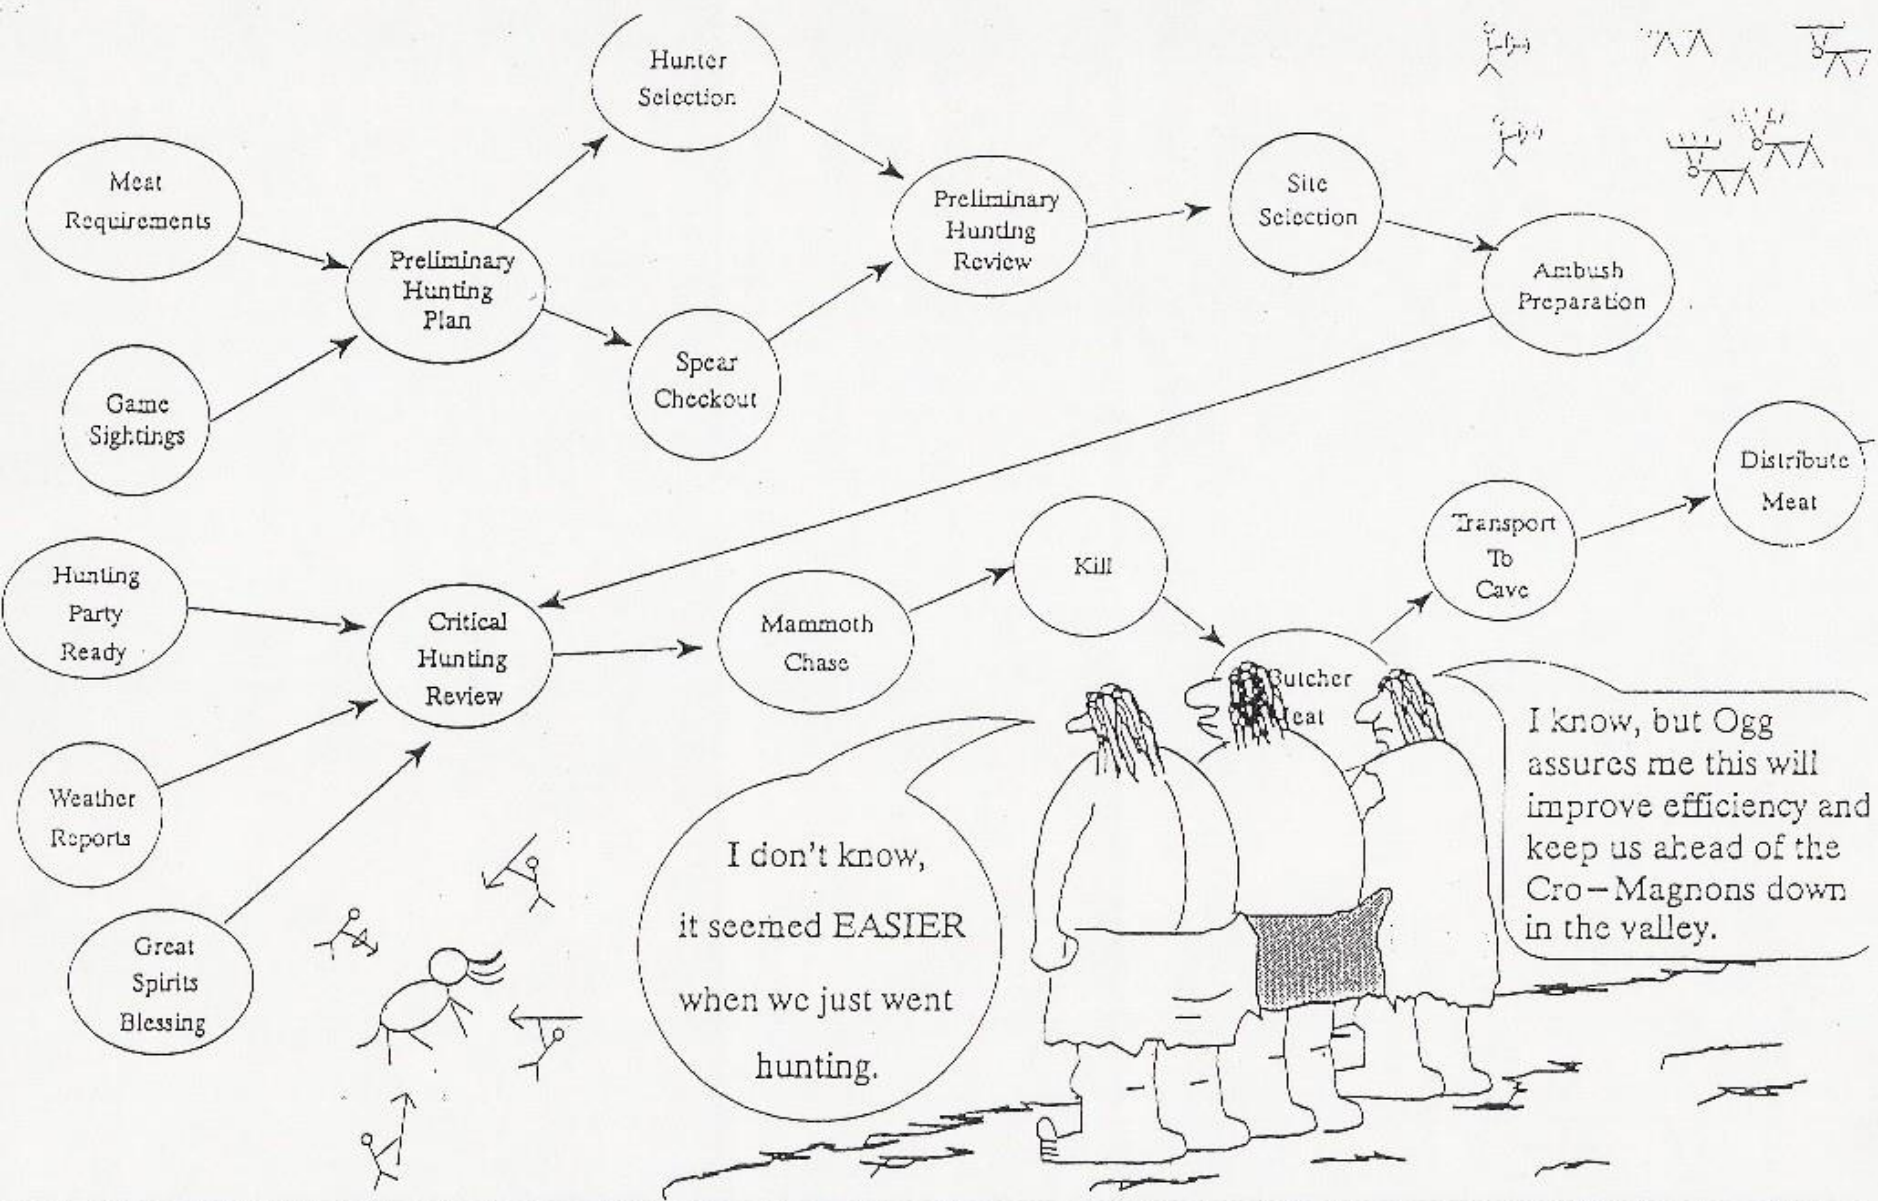 Hunter
Selection
Meat
Requirements
Preliminary
Hunting
Plan
Game
Sightings
Spear
Checkout
Preliminary
Hunting
Review
Site
Selection
Ambush
Preparation
Hunting
Party
Ready
Weather
Reports
Great
Spirits
Blessing
Critical
Hunting
Review
Mammoth
Chase
Kill
Butcher
Meat
Transport
To
Cave
Distribute
Meat
I don't know,
it seemed EASIER
when we just went
hunting.
I know, but Ogg
assures me this will
improve efficiency and
keep us ahead of the
Cro-Magnons down
in the valley.